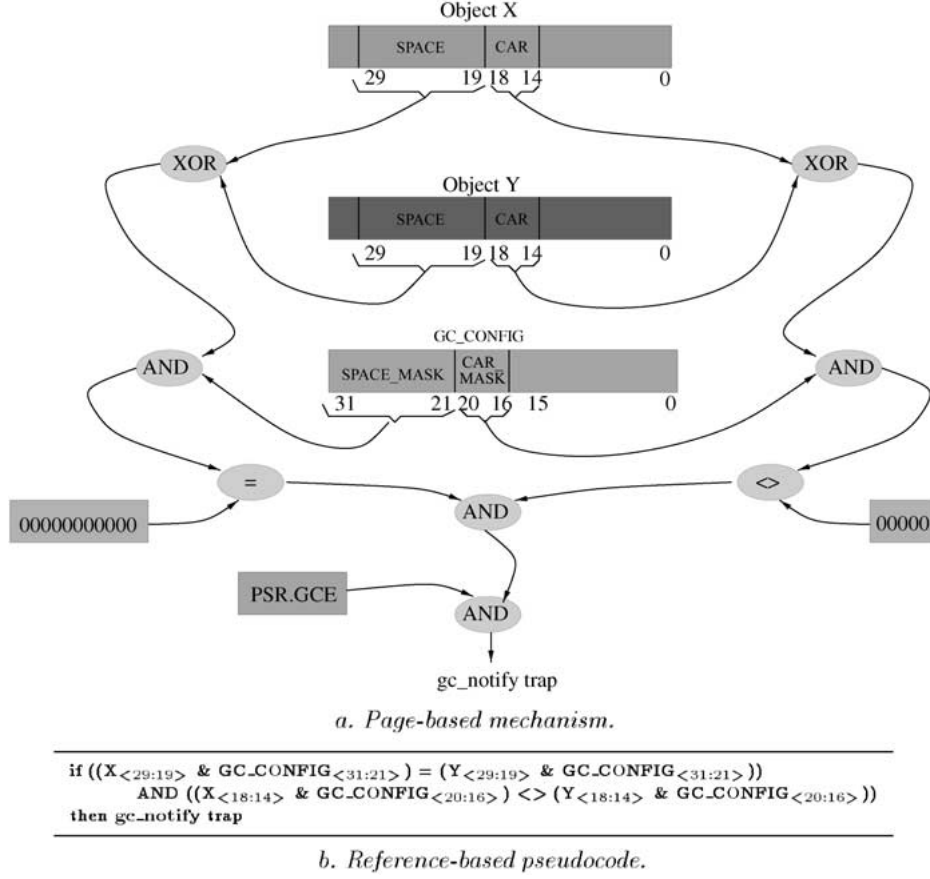 Object X
SPACE CAR
29 19 18 14 0
XOR XOR
Object Y
SPACE CAR
29 19 18 14 0
GC_CONFIG
AND AND
SPACE_MASK CAR_
MASK
31 21 20 16 15 0
= <>
00000000000 AND 00000
PSR.GCE
AND
gc_notify trap
a. Page-based mechanism.
if ((X<29:19> & GC_CONFIG<31:21>) = (Y<29:19> & GC_CONFIG<31:21>))
AND ((X<18:14> & GC_CONFIG<20:16>) <> (Y<18:14> & GC_CONFIG<20:16>))
then gc_notify trap
b. Reference-based pseudocode.